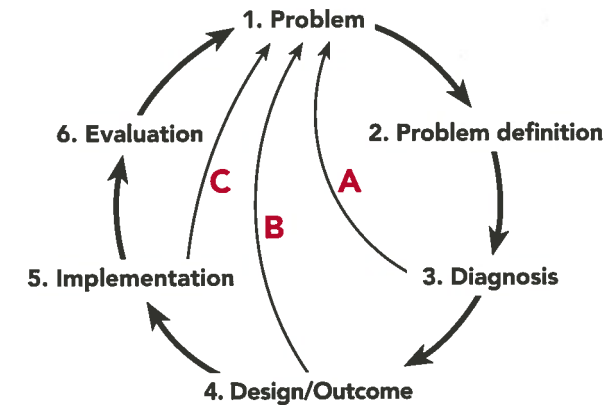 1. Problem
2. Problem definition
3. Diagnosis
4. Design/Outcome
5. Implementation
6. Evaluation
A
B
C